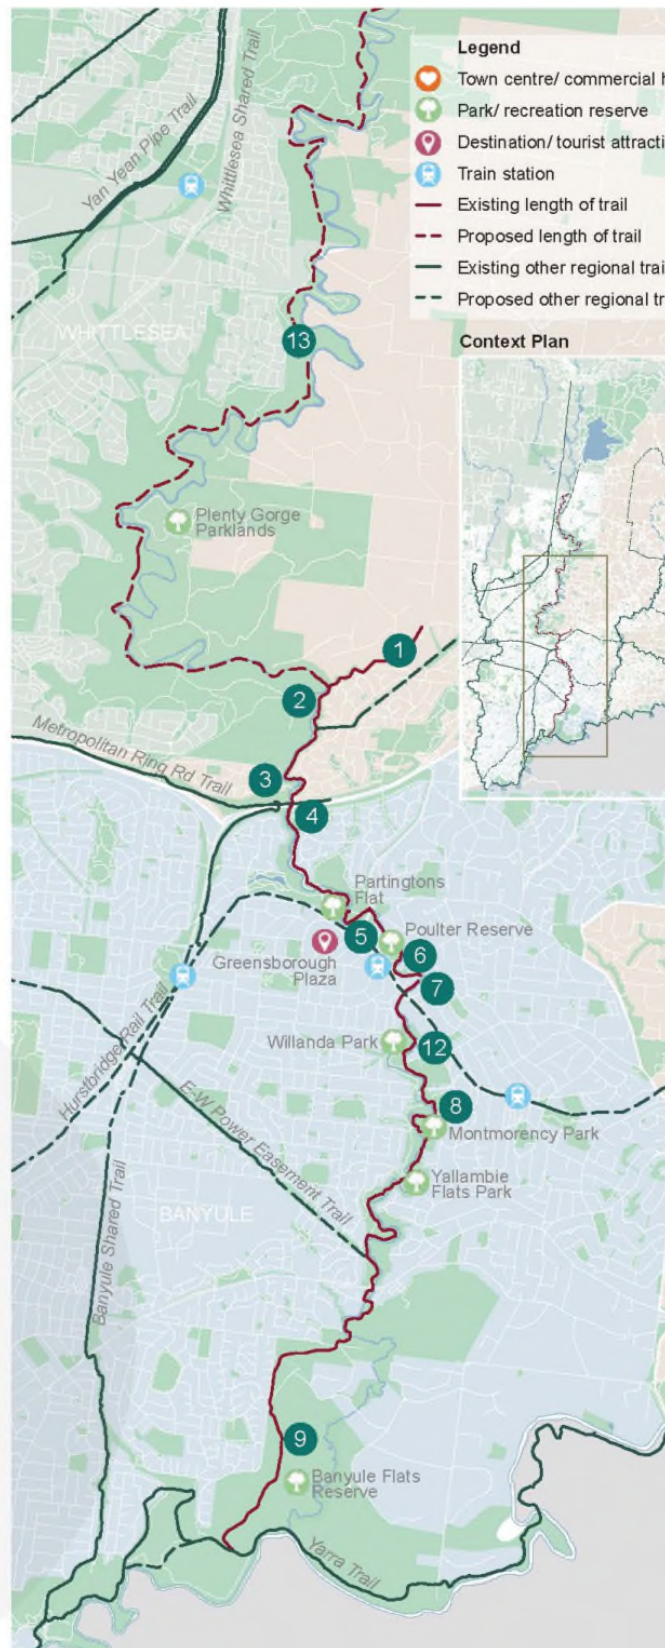 Legend
Town centre/ commercial h
Park/ recreation reserve
Destination/ tourist attracti
Train station
Existing length of trail
Proposed length of trail
Existing other regional trai
Proposed other regional tr
Context Plan
Yan Yean Pipe Trail
Whittlesea Shared Trail
WHITTLESEA
13
Plenty Gorge
Parklands
1
2
Metropolitan Ring Rd Trail
3
4
Partingtons
Flat
5
Poulter Reserve
6
Greensborough
Plaza
7
Hurstbridge Rail Trail
Willanda Park
12
8
Montmorency Park
E-W Power Easement Trail
Yallambie
Flats Park
BANYULE
Banyule Shared Trail
9
Banyule Flats
Reserve
Yarra Trail